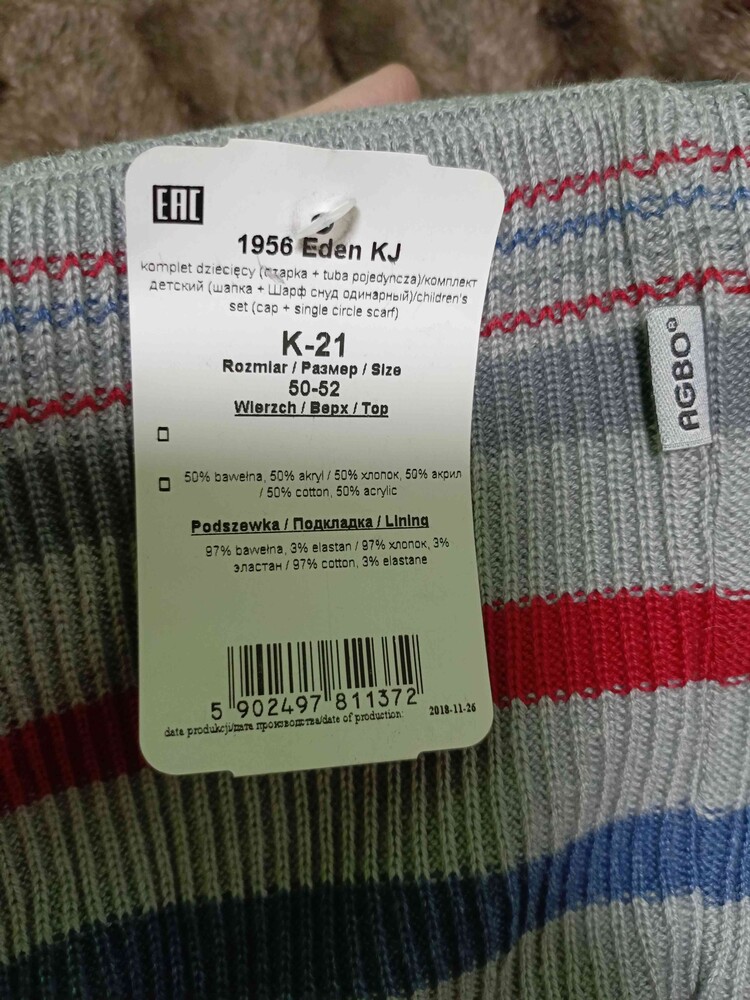 EAC
1956 Eden KJ
komplet dziecięcy (czapka + tuba pojedyncza)/комплект
детский (шапка + Шарф снуд одинарный)/children's
set (cap + single circle scarf)
K-21
Rozmiar / Размер / Size
50-52
Wierzch / Верх / Top
50% bawełna, 50% akryl / 50% хлопок, 50% акрил
/ 50% cotton, 50% acrylic
Podszewka / Подкладка / Lining
97% bawełna, 3% elastan / 97% хлопок, 3%
эластан / 97% cotton, 3% elastane
5 902497 811372
date produkcji/дата производства/date of production: 2018-11-26
AGBO®